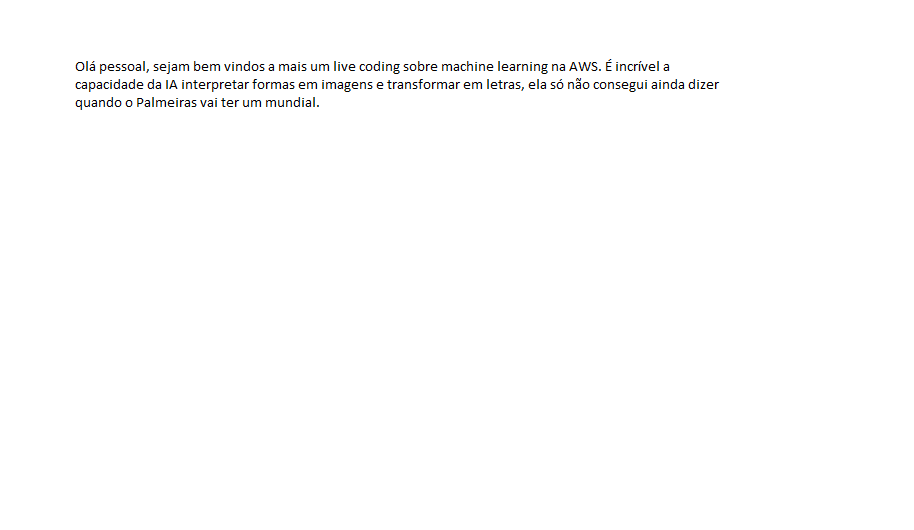 Olá pessoal, sejam bem vindos a mais um live coding sobre machine learning na AWS. É incrível a
capacidade da IA interpretar formas em imagens e transformar em letras, ela só não consegui ainda dizer
quando o Palmeiras vai ter um mundial.